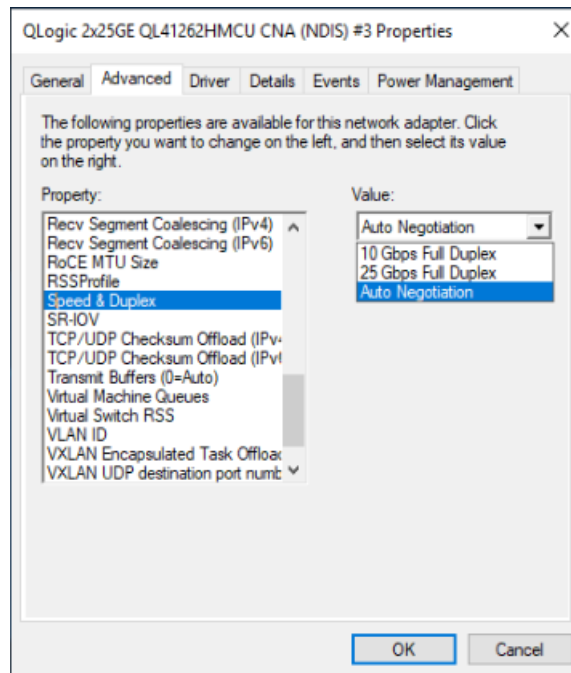 QLogic 2x25GE QL41262HMCU CNA (NDIS) #3 Properties
General Advanced Driver Details Events Power Management
The following properties are available for this network adapter. Click
the property you want to change on the left, and then select its value
on the right.
Property:
Recv Segment Coalescing (IPv4)
Recv Segment Coalescing (IPv6)
RoCE MTU Size
RSSProfile
Speed & Duplex
SR-IOV
TCP/UDP Checksum Offload (IPv4
TCP/UDP Checksum Offload (IPv6
Transmit Buffers (0=Auto)
Virtual Machine Queues
Virtual Switch RSS
VLAN ID
VXLAN Encapsulated Task Offload
VXLAN UDP destination port numb
Value:
Auto Negotiation
10 Gbps Full Duplex
25 Gbps Full Duplex
Auto Negotiation
OK Cancel